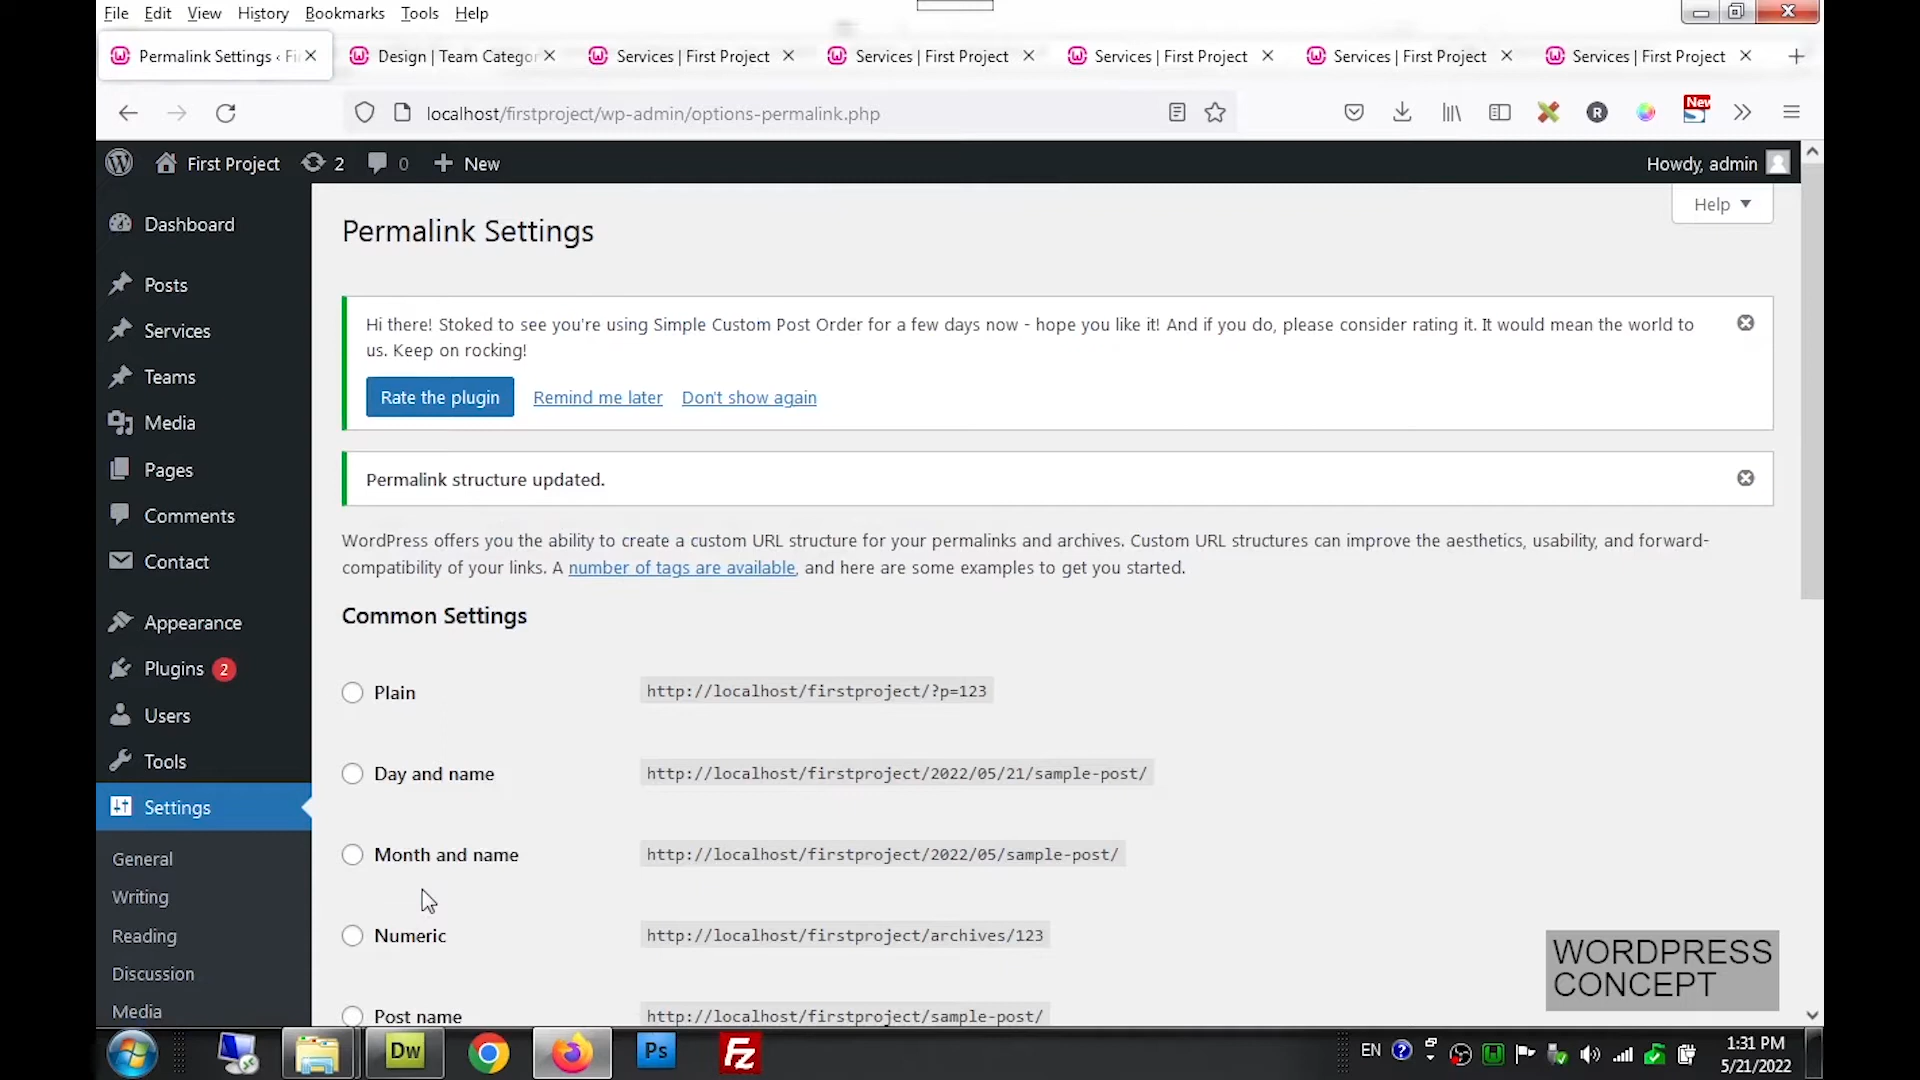 File Edit View History Bookmarks Tools Help
Permalink Settings ‹ Fi
Design | Team Categor
Services | First Project
Services | First Project
Services | First Project
Services | First Project
Services | First Project
localhost/firstproject/wp-admin/options-permalink.php
R
New
First Project 2 0 New
Howdy, admin
Help
Dashboard
Posts
Services
Teams
Media
Pages
Comments
Contact
Appearance
Plugins 2
Users
Tools
Settings
General
Writing
Reading
Discussion
Media
Permalink Settings
Hi there! Stoked to see you're using Simple Custom Post Order for a few days now - hope you like it! And if you do, please consider rating it. It would mean the world to
us. Keep on rocking!
Rate the plugin Remind me later Don't show again
Permalink structure updated.
WordPress offers you the ability to create a custom URL structure for your permalinks and archives. Custom URL structures can improve the aesthetics, usability, and forward-
compatibility of your links. A number of tags are available, and here are some examples to get you started.
Common Settings
Plain http://localhost/firstproject/?p=123
Day and name http://localhost/firstproject/2022/05/21/sample-post/
Month and name http://localhost/firstproject/2022/05/sample-post/
Numeric http://localhost/firstproject/archives/123
Post name http://localhost/firstproject/sample-post/
WORDPRESS
CONCEPT
Dw
Ps
Fz
EN
1:31 PM
5/21/2022